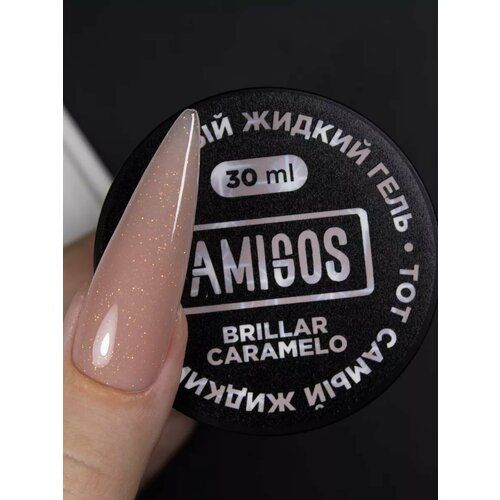 ЫЙ ЖИДКИЙ ГЕЛЬ • ТОТ САМЫЙ ЖИДКИЙ
30 ml
AMIGOS
BRILLAR
CARAMELO